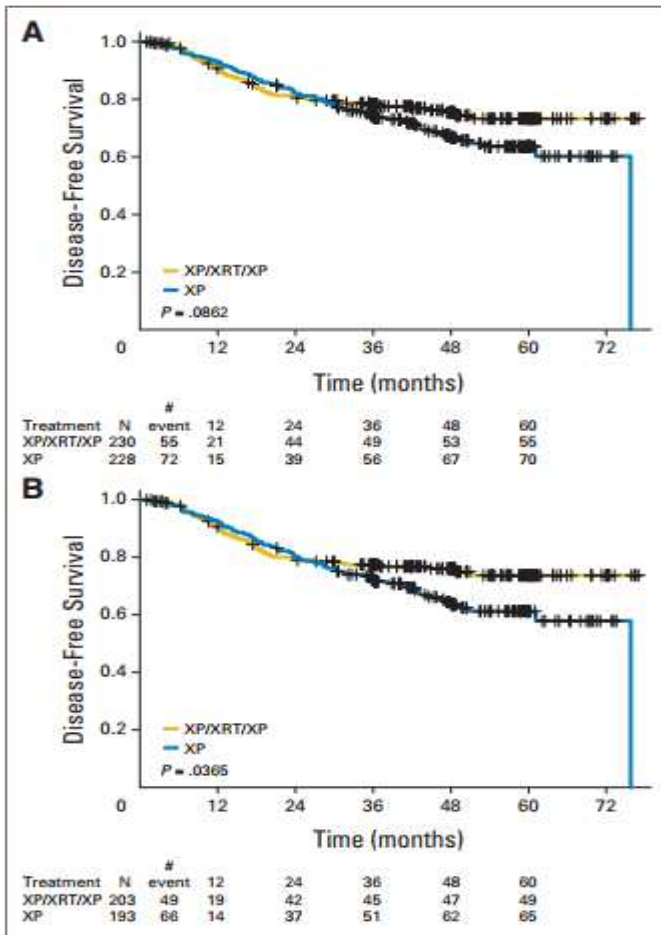 A
Disease-Free Survival
1.0
0.8
0.6
0.4
0.2
XP/XRT/XP
XP
P = .0862
0 12 24 36 48 60 72
Time (months)
#
Treatment N event 12 24 36 48 60
XP/XRT/XP 230 55 21 44 49 53 55
XP 228 72 15 39 56 67 70
B
Disease-Free Survival
1.0
0.8
0.6
0.4
0.2
XP/XRT/XP
XP
P = .0365
0 12 24 36 48 60 72
Time (months)
#
Treatment N event 12 24 36 48 60
XP/XRT/XP 203 49 19 42 45 47 49
XP 193 66 14 37 51 62 65